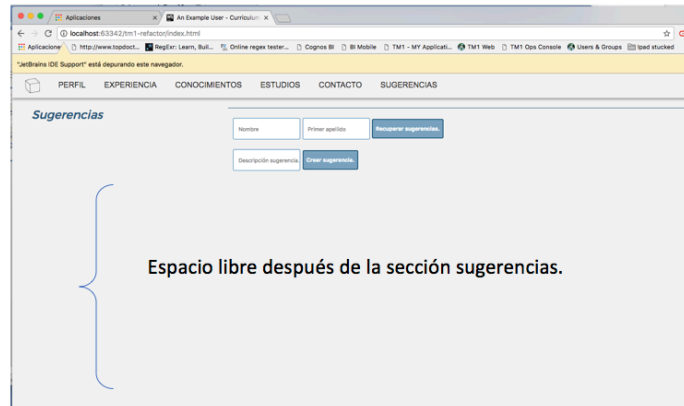 Aplicaciones
An Example User - Curriculum
localhost:63342/tm1-refactor/index.html
Aplicacione http://www.topdoct... RegExr: Learn, Buil... Online regex tester... Cognos BI BI Mobile TM1 - MY Applicati... TM1 Web TM1 Ops Console Users & Groups Ipad stucked
"JetBrains IDE Support" está depurando este navegador.
PERFIL EXPERIENCIA CONOCIMIENTOS ESTUDIOS CONTACTO SUGERENCIAS
Sugerencias
Nombre Primer apellido Recuperar sugerencias.
Descripción sugerencia. Crear sugerencia.
Espacio libre después de la sección sugerencias.